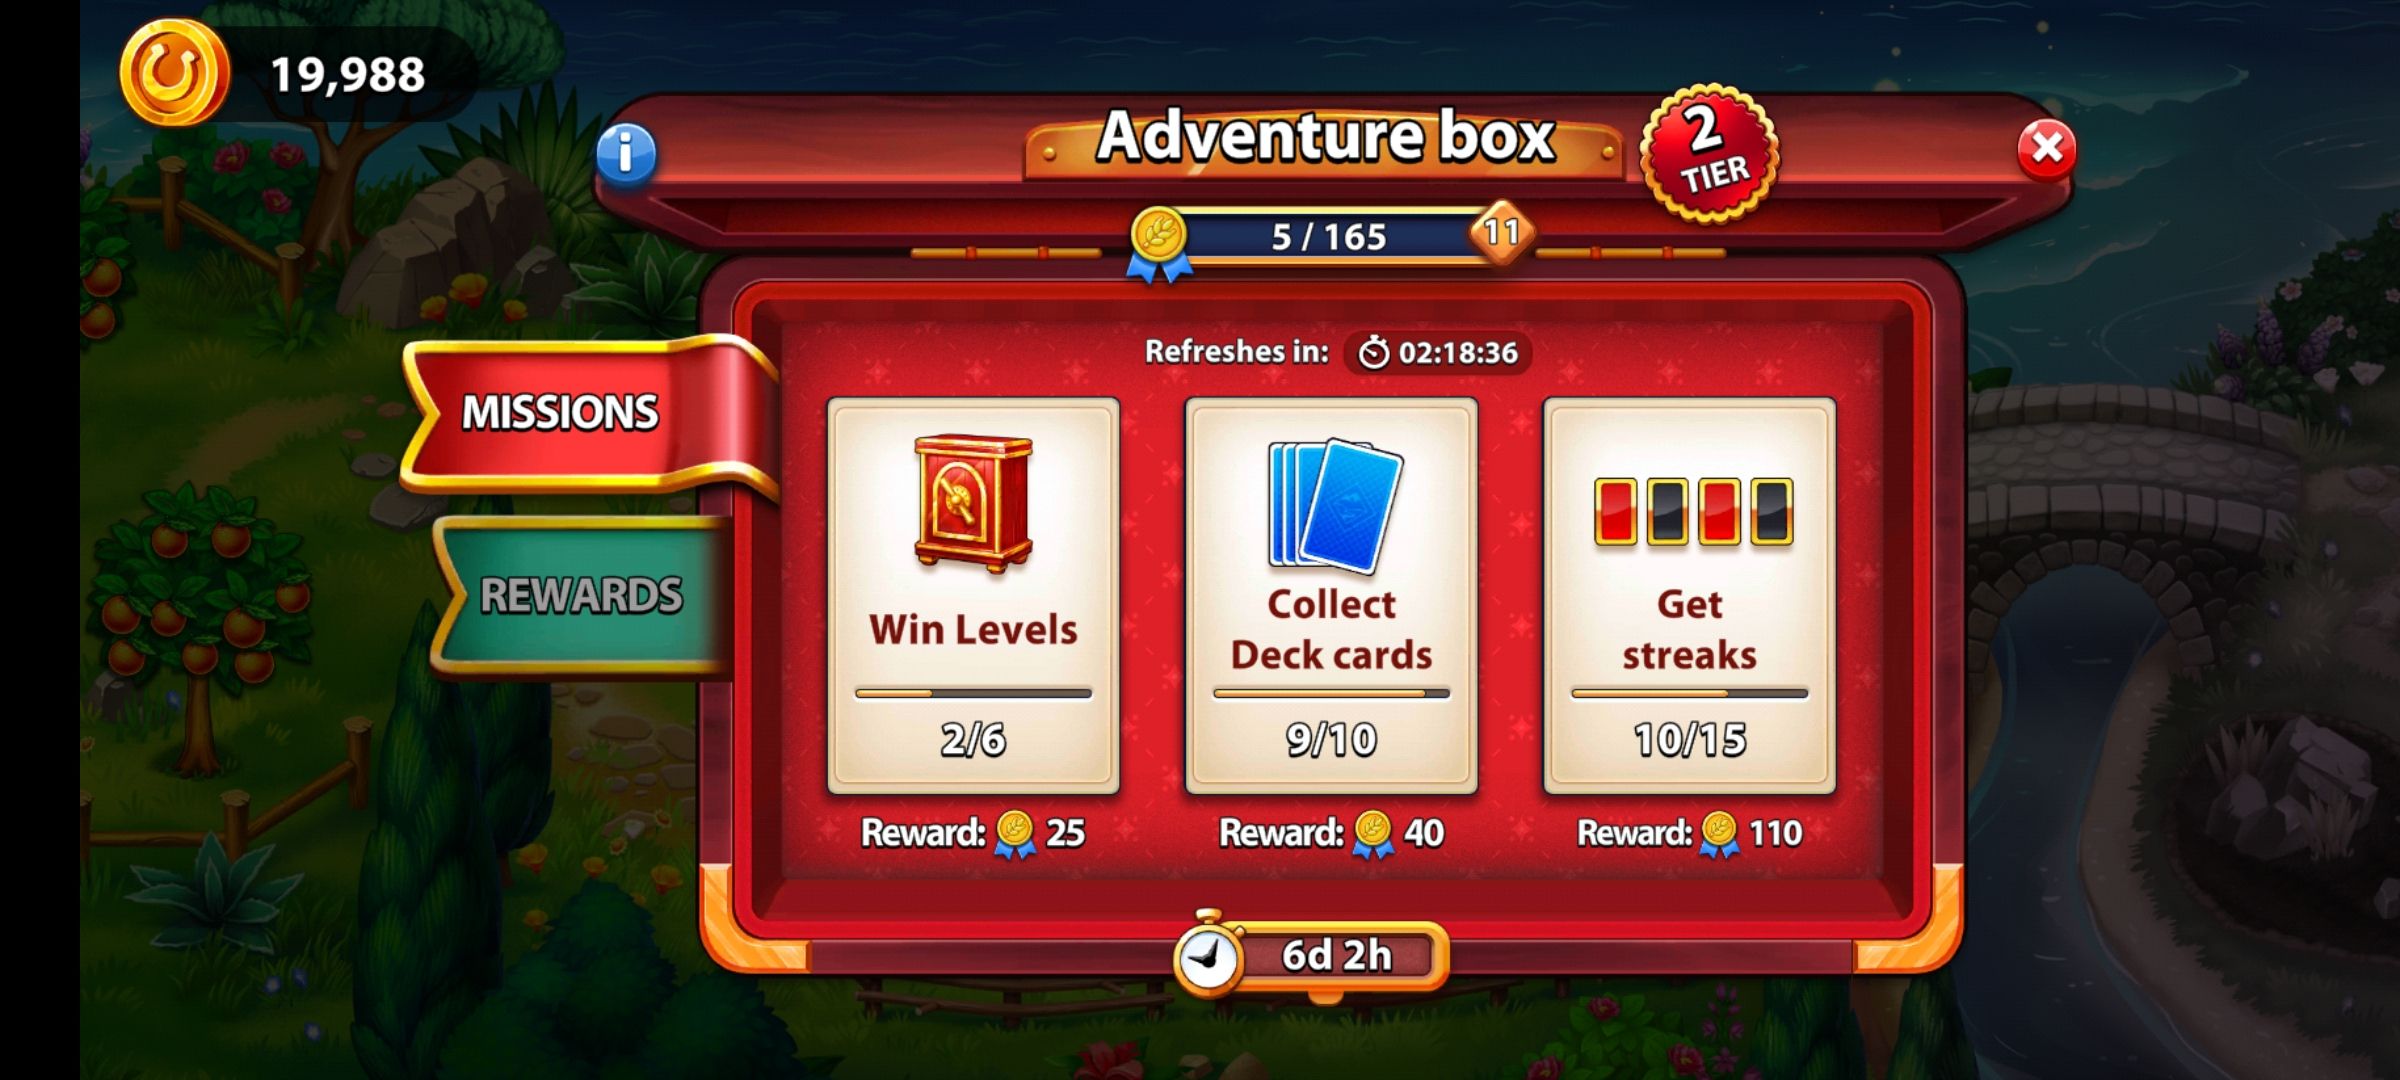 19,988
i
Adventure box
2
TIER
5 / 165
11
Refreshes in: 02:18:36
MISSIONS
REWARDS
Win Levels
2/6
Reward: 25
Collect
Deck cards
9/10
Reward: 40
Get
streaks
10/15
Reward: 110
6d 2h